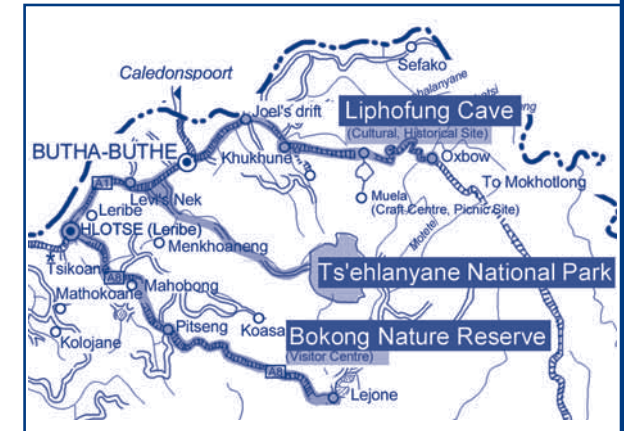 Caledonspoort
Sefako
Joel's drift
Liphofung Cave
(Cultural, Historical Site)
BUTHA-BUTHE
Khukhune
Oxbow
To Mokhotlong
Muela
(Craft Centre, Picnic Site)
A1
Levi's Nek
Leribe
HLOTSE (Leribe)
Menkhoaneng
Motetei
Tsikoane
Ts'ehlanyane National Park
A8
Mahobong
Mathokoane
Pitseng
Koasa
Bokong Nature Reserve
(Visitor Centre)
Kolojane
A8
Lejone